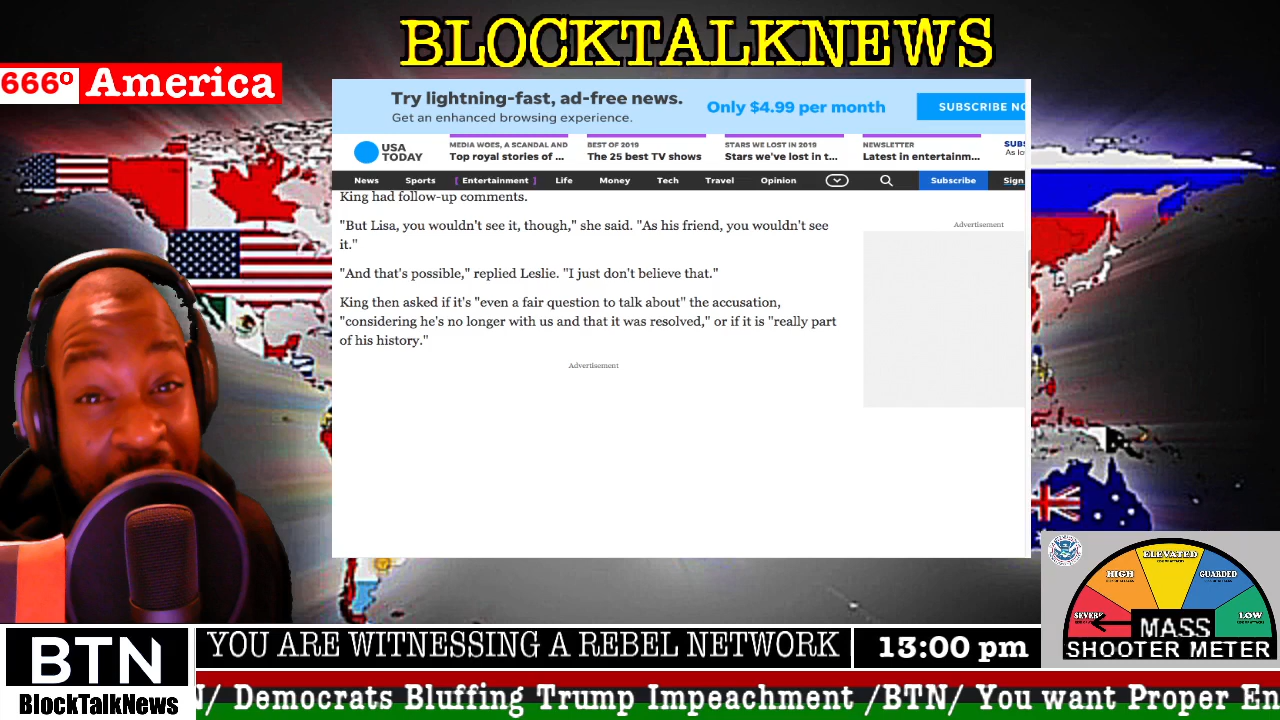 BLOCKTALKNEWS
666º America
Try lightning-fast, ad-free news.
Get an enhanced browsing experience.
Only $4.99 per month
SUBSCRIBE NO
USA
TODAY
MEDIA WOES, A SCANDAL AND
Top royal stories of ...
BEST OF 2019
The 25 best TV shows
STARS WE LOST IN 2019
Stars we've lost in t...
NEWSLETTER
Latest in entertainm...
SUBS
As lo
News Sports [ Entertainment ] Life Money Tech Travel Opinion Subscribe Sign
King had follow-up comments.
"But Lisa, you wouldn't see it, though," she said. "As his friend, you wouldn't see
it."
"And that's possible," replied Leslie. "I just don't believe that."
King then asked if it's "even a fair question to talk about" the accusation,
"considering he's no longer with us and that it was resolved," or if it is "really part
of his history."
Advertisement
Advertisement
SEVERE
HIGH
ELEVATED
GUARDED
LOW
MASS
SHOOTER METER
BTN
BlockTalkNews
YOU ARE WITNESSING A REBEL NETWORK
13:00 pm
N/ Democrats Bluffing Trump Impeachment /BTN/ You want Proper En